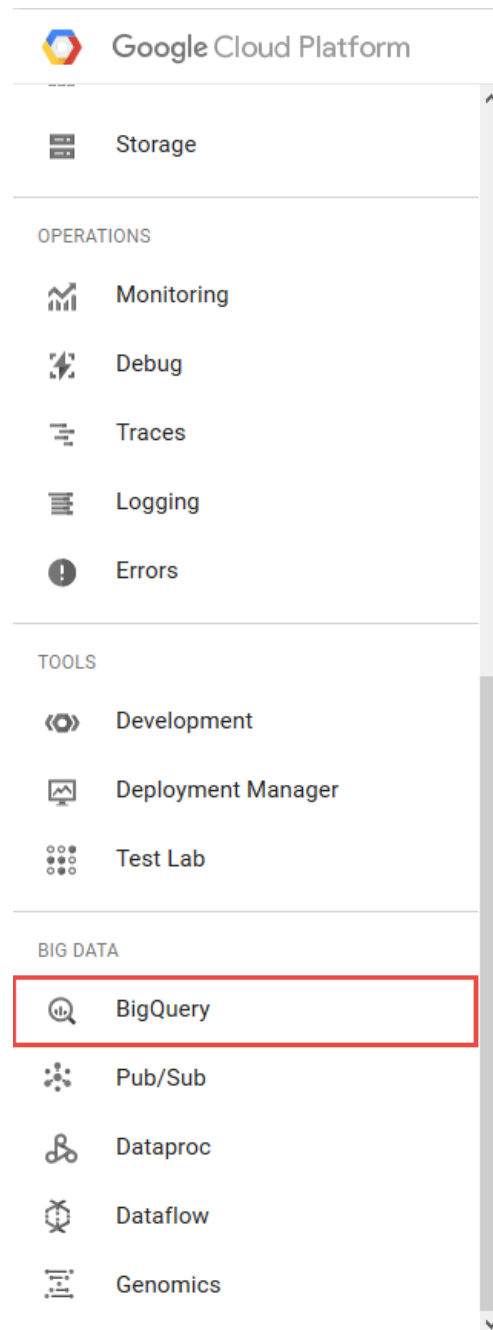 Google Cloud Platform
Storage
OPERATIONS
Monitoring
Debug
Traces
Logging
Errors
TOOLS
Development
Deployment Manager
Test Lab
BIG DATA
BigQuery
Pub/Sub
Dataproc
Dataflow
Genomics